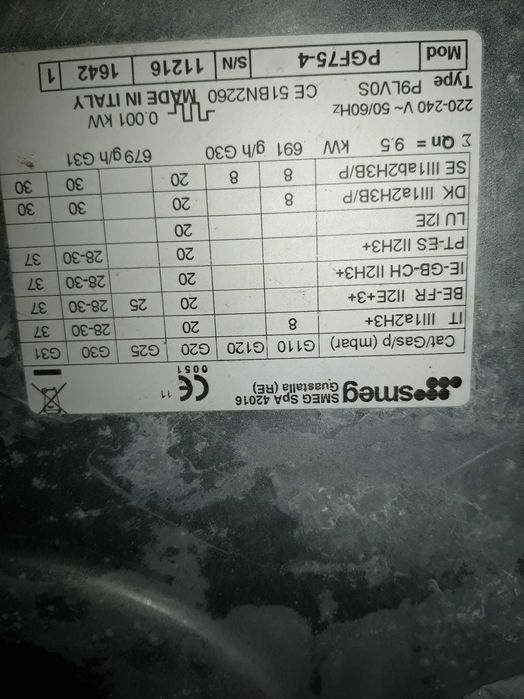 smeg
SMEG SpA 42016
Guastalla (RE)
CE 11
0051
Cat/Gas/p (mbar) G110 G120 G20 G25 G30 G31
IT III1a2H3+ 8 20 28-30 37
BE-FR II2E+3+ 20 25 28-30 37
IE-GB-CH II2H3+ 20 28-30 37
PT-ES II2H3+ 20 28-30 37
LU I2E 20
DK III1a2H3B/P 8 20 30 30
SE III1ab2H3B/P 8 8 20 30 30
Σ Qn = 9.5 kW 691 g/h G30 679 g/h G31
220-240 V ~ 50/60Hz 0.001 kW
Type P9LV0S CE 51BN2260 MADE IN ITALY
Mod PGF75-4 S/N 11216 1642 1